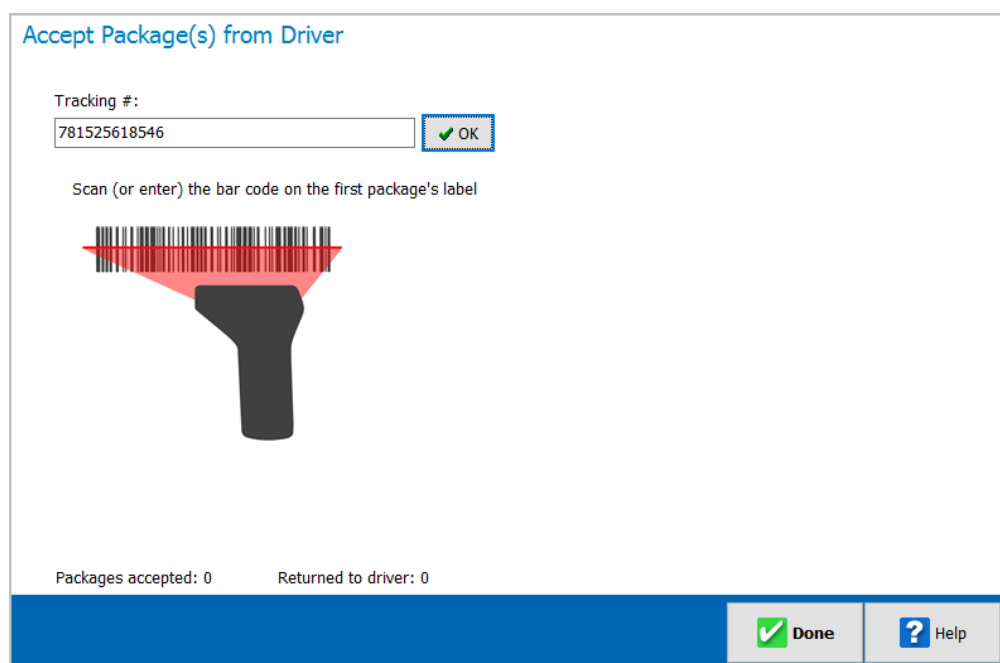 Accept Package(s) from Driver
Tracking #:
781525618546
OK
Scan (or enter) the bar code on the first package's label
Packages accepted: 0 Returned to driver: 0
Done ? Help